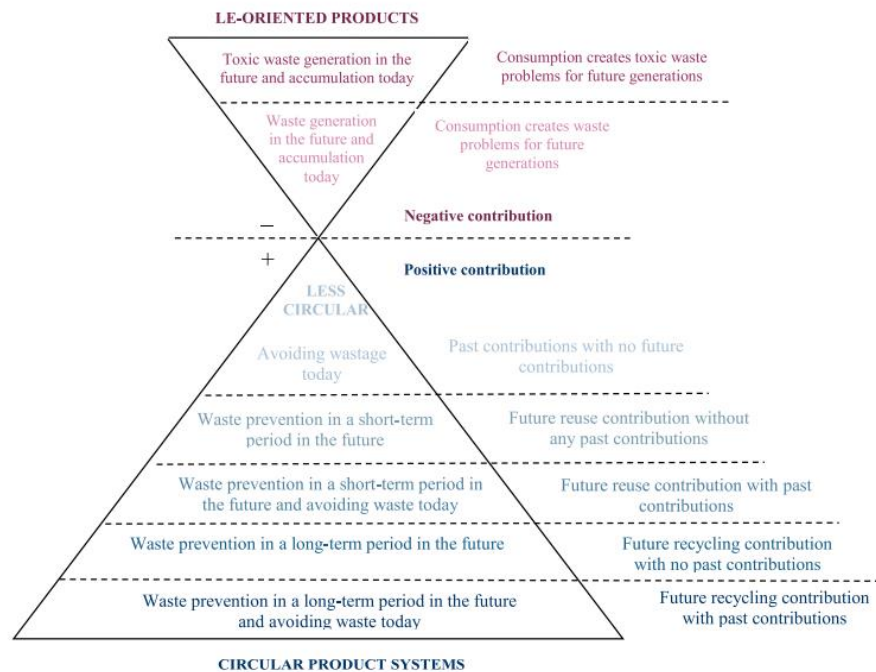 LE-ORIENTED PRODUCTS
Toxic waste generation in the
future and accumulation today
Consumption creates toxic waste
problems for future generations
Waste generation
in the future and
accumulation
today
Consumption creates waste
problems for future
generations
Negative contribution
–
+
Positive contribution
LESS
CIRCULAR
Avoiding wastage
today
Past contributions with no future
contributions
Waste prevention in a short-term
period in the future
Future reuse contribution without
any past contributions
Waste prevention in a short-term period in
the future and avoiding waste today
Future reuse contribution with past
contributions
Waste prevention in a long-term period in the future
Future recycling contribution
with no past contributions
Waste prevention in a long-term period in the future
and avoiding waste today
Future recycling contribution
with past contributions
CIRCULAR PRODUCT SYSTEMS